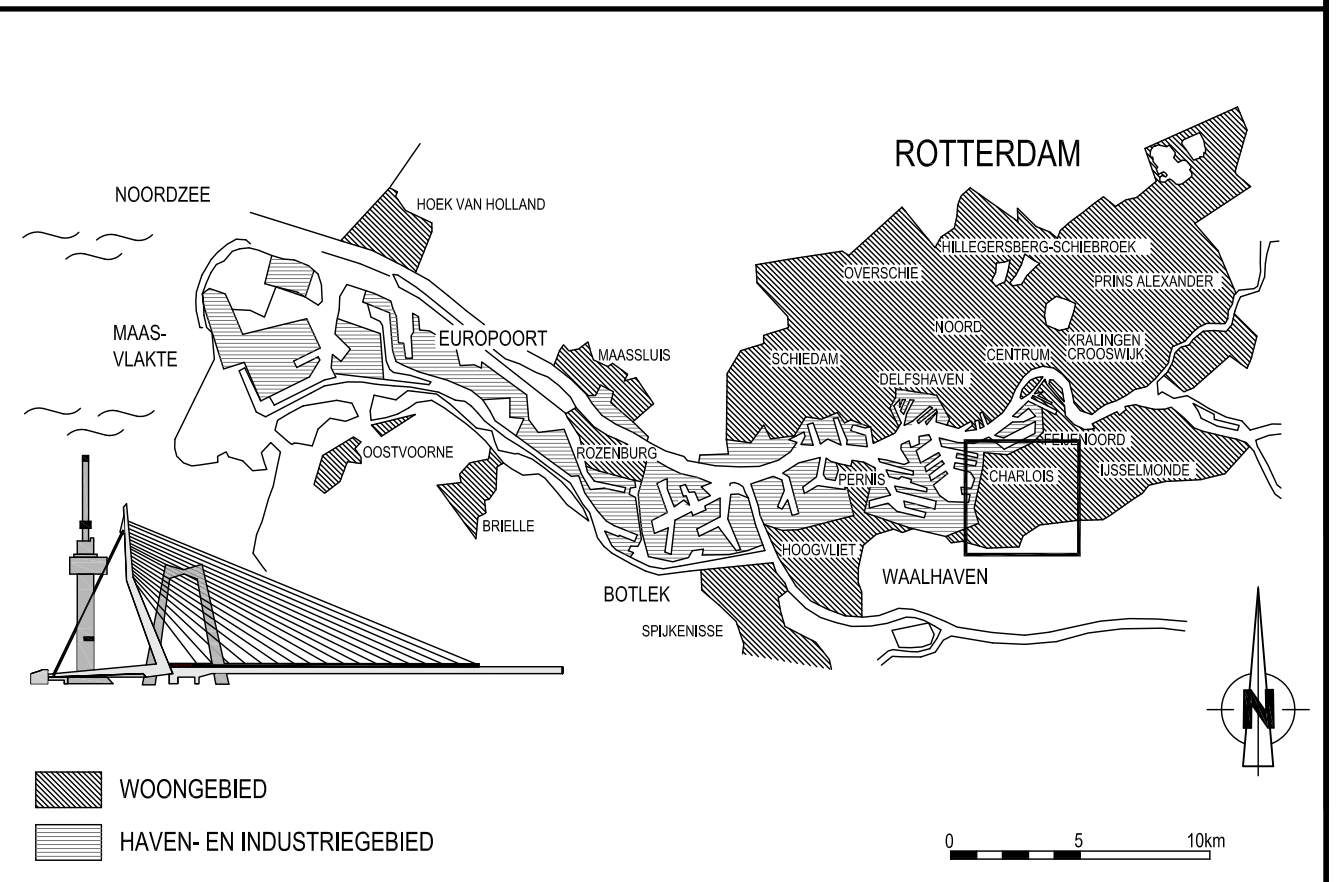 ROTTERDAM
NOORDZEE
HOEK VAN HOLLAND
HILLEGERSBERG-SCHIEBROEK
OVERSCHIE
PRINS ALEXANDER
MAAS-
VLAKTE
EUROPOORT
NOORD
MAASSLUIS
SCHIEDAM
CENTRUM
KRALINGEN
CROOSWIJK
DELFSHAVEN
OOSTVOORNE
ROZENBURG
FEIJENOORD
PERNIS
CHARLOIS
IJSSELMONDE
BRIELLE
HOOGVLIET
WAALHAVEN
BOTLEK
SPIJKENISSE
N
WOONGEBIED
HAVEN- EN INDUSTRIEGEBIED
0 5 10km